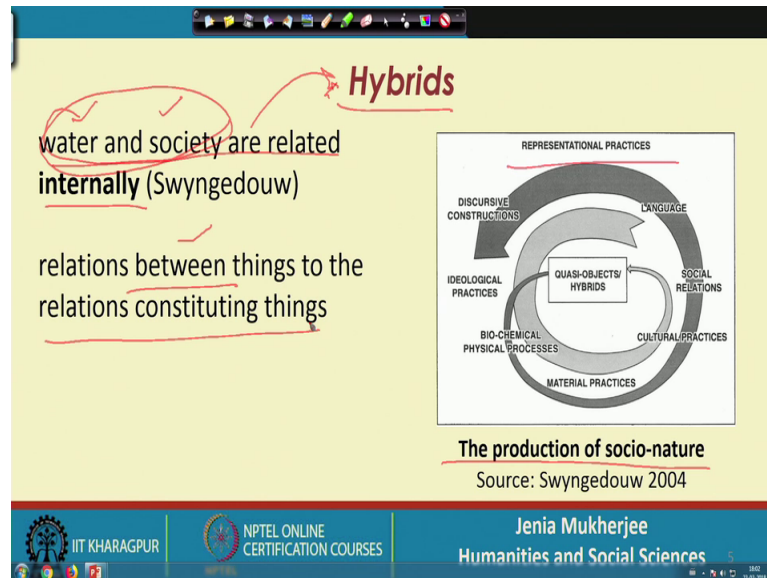 Hybrids
water and society are related
internally (Swyngedouw)
relations between things to the
relations constituting things
REPRESENTATIONAL PRACTICES
DISCURSIVE
CONSTRUCTIONS
LANGUAGE
IDEOLOGICAL
PRACTICES
QUASI-OBJECTS/
HYBRIDS
SOCIAL
RELATIONS
BIO-CHEMICAL
PHYSICAL PROCESSES
CULTURAL PRACTICES
MATERIAL PRACTICES
The production of socio-nature
Source: Swyngedouw 2004
IIT KHARAGPUR
NPTEL ONLINE
CERTIFICATION COURSES
Jenia Mukherjee
Humanities and Social Sciences
5
18:02